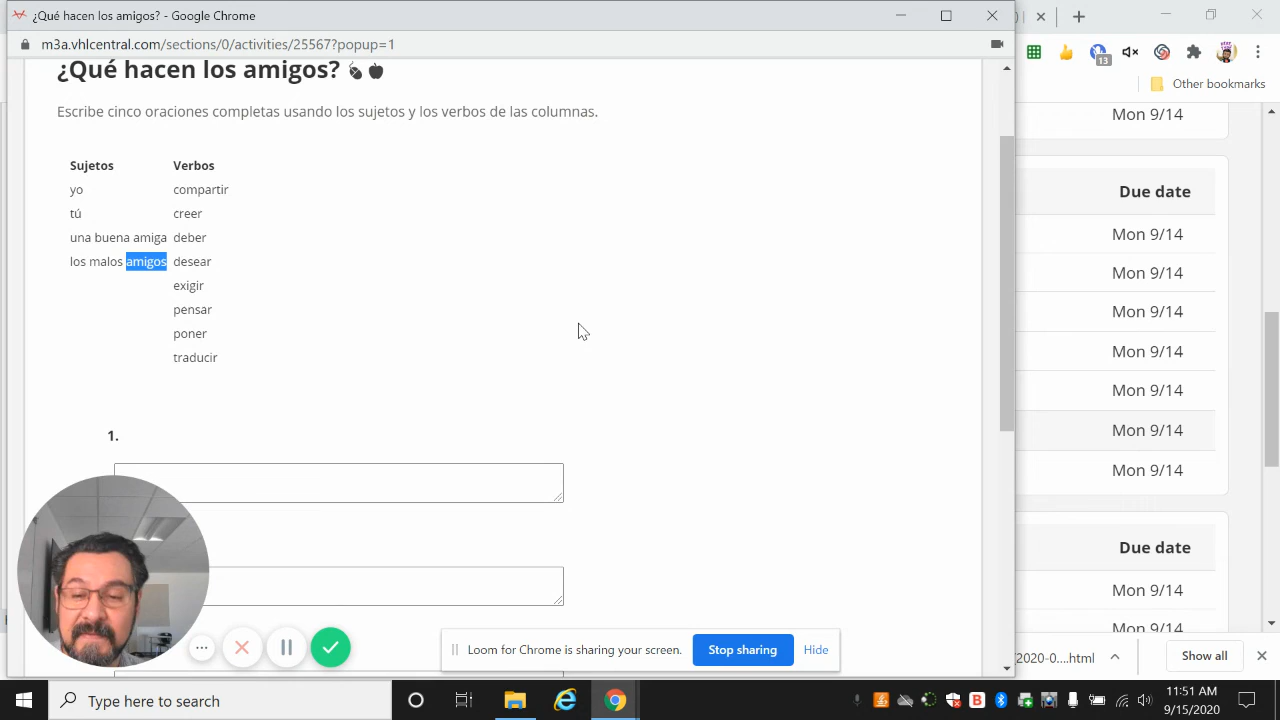 ¿Qué hacen los amigos? - Google Chrome
m3a.vhlcentral.com/sections/0/activities/25567?popup=1
13
Other bookmarks
¿Qué hacen los amigos?
Escribe cinco oraciones completas usando los sujetos y los verbos de las columnas.
Sujetos Verbos
yo compartir
tú creer
una buena amiga deber
los malos amigos desear
exigir
pensar
poner
traducir
1.
Mon 9/14
Due date
Mon 9/14
Mon 9/14
Mon 9/14
Mon 9/14
Mon 9/14
Mon 9/14
Mon 9/14
Due date
Mon 9/14
Mon 9/14
Loom for Chrome is sharing your screen. Stop sharing Hide
2020-0....html Show all
Type here to search
11:51 AM
9/15/2020